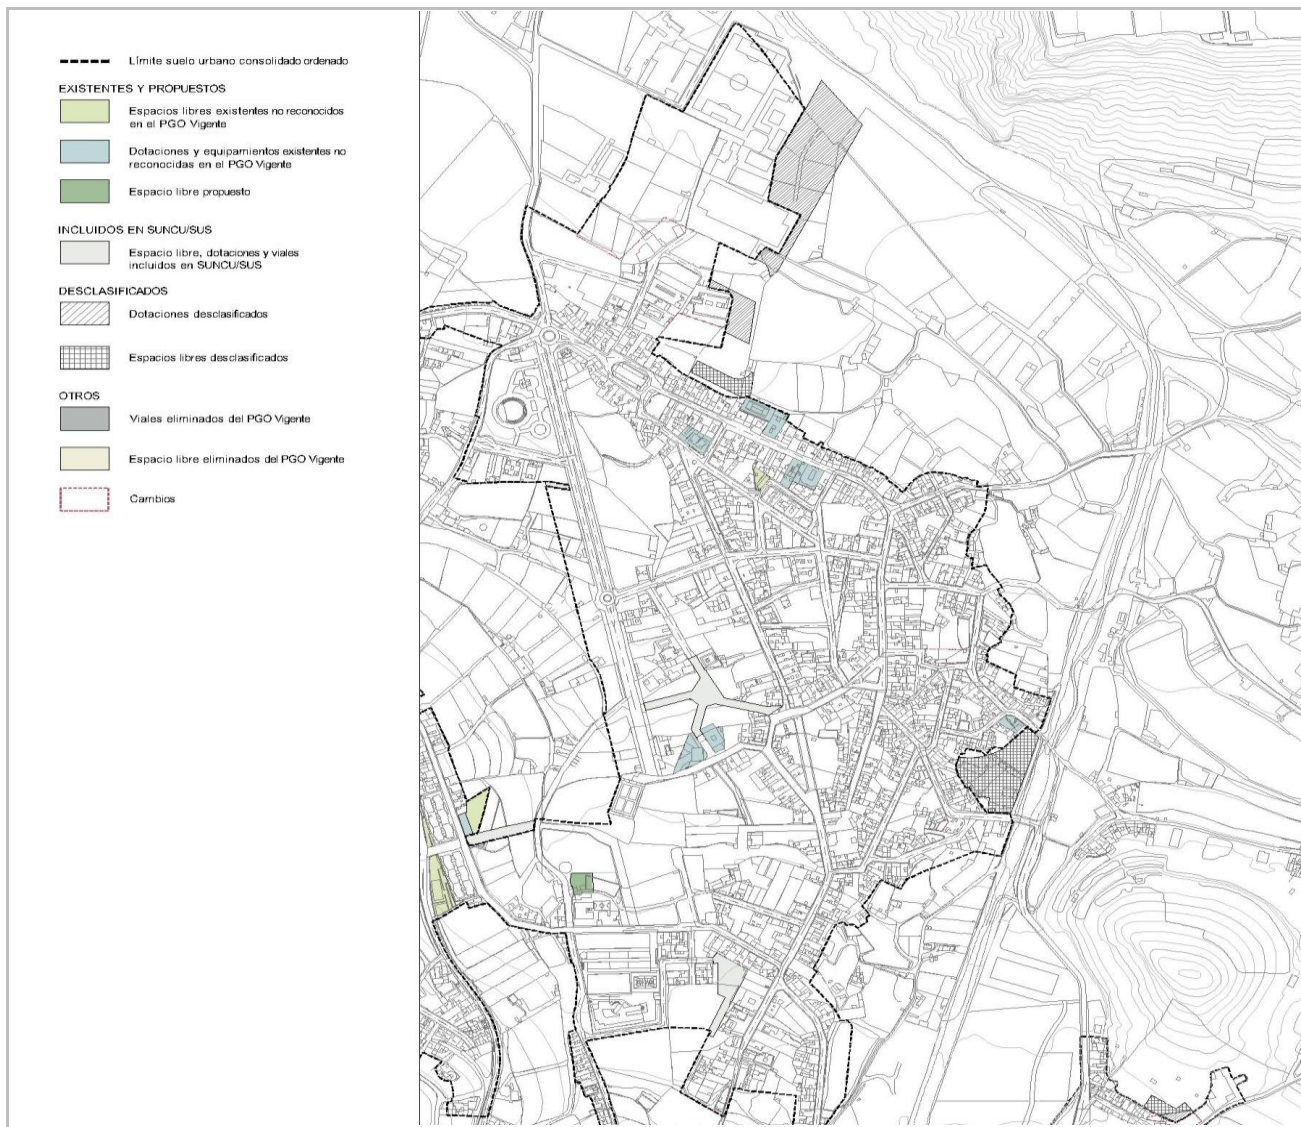 Límite suelo urbano consolidado ordenado
EXISTENTES Y PROPUESTOS
Espacios libres existentes no reconocidos
en el PGO Vigente
Dotaciones y equipamientos existentes no
reconocidas en el PGO Vigente
Espacio libre propuesto
INCLUIDOS EN SUNCU/SUS
Espacio libre, dotaciones y viales
incluidos en SUNCU/SUS
DESCLASIFICADOS
Dotaciones desclasificados
Espacios libres desclasificados
OTROS
Viales eliminados del PGO Vigente
Espacio libre eliminados del PGO Vigente
Cambios